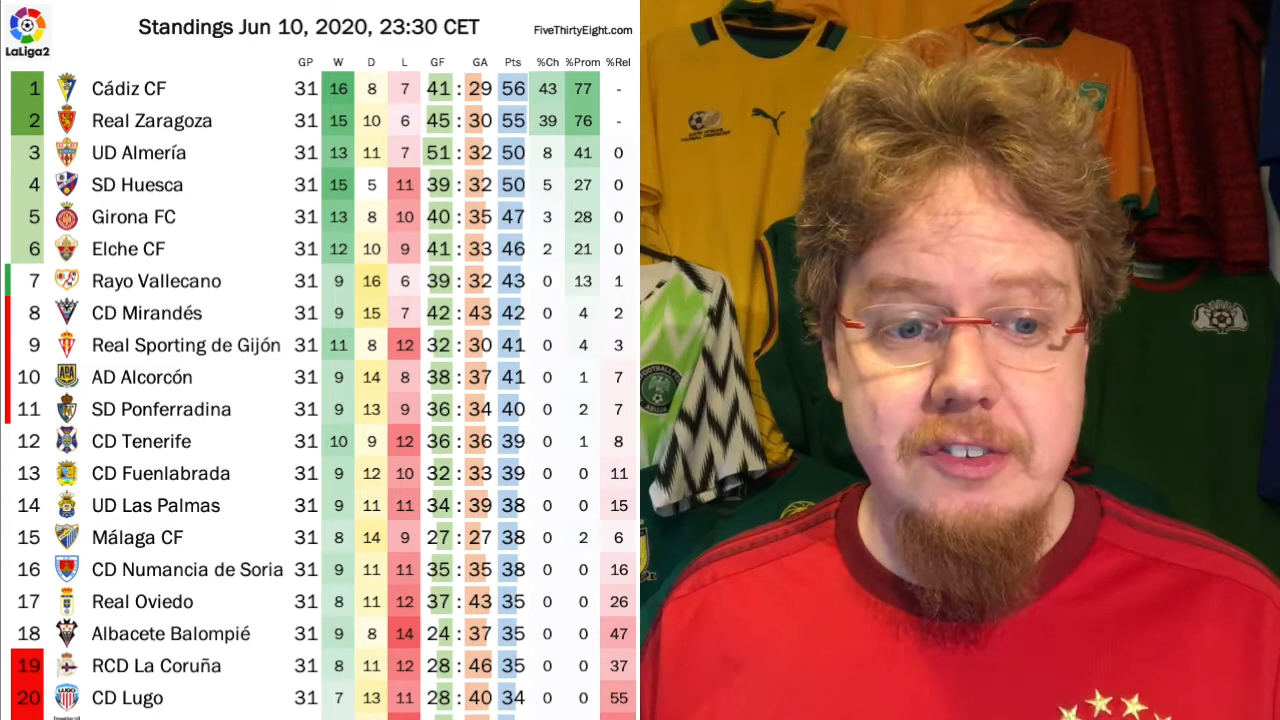 Standings Jun 10, 2020, 23:30 CET
FiveThirtyEight.com
LaLiga2
GP W D L GF GA Pts %Ch %Prom %Rel
1 Cádiz CF 31 16 8 7 41 : 29 56 43 77 -
2 Real Zaragoza 31 15 10 6 45 : 30 55 39 76 -
3 UD Almería 31 13 11 7 51 : 32 50 8 41 0
4 SD Huesca 31 15 5 11 39 : 32 50 5 27 0
5 Girona FC 31 13 8 10 40 : 35 47 3 28 0
6 Elche CF 31 12 10 9 41 : 33 46 2 21 0
7 Rayo Vallecano 31 9 16 6 39 : 32 43 0 13 1
8 CD Mirandés 31 9 15 7 42 : 43 42 0 4 2
9 Real Sporting de Gijón 31 11 8 12 32 : 30 41 0 4 3
10 AD Alcorcón 31 9 14 8 38 : 37 41 0 1 7
11 SD Ponferradina 31 9 13 9 36 : 34 40 0 2 7
12 CD Tenerife 31 10 9 12 36 : 36 39 0 1 8
13 CD Fuenlabrada 31 9 12 10 32 : 33 39 0 0 11
14 UD Las Palmas 31 9 11 11 34 : 39 38 0 0 15
15 Málaga CF 31 8 14 9 27 : 27 38 0 2 6
16 CD Numancia de Soria 31 9 11 11 35 : 35 38 0 0 16
17 Real Oviedo 31 8 11 12 37 : 43 35 0 0 26
18 Albacete Balompié 31 9 8 14 24 : 37 35 0 0 47
19 RCD La Coruña 31 8 11 12 28 : 46 35 0 0 37
20 CD Lugo 31 7 13 11 28 : 40 34 0 0 55